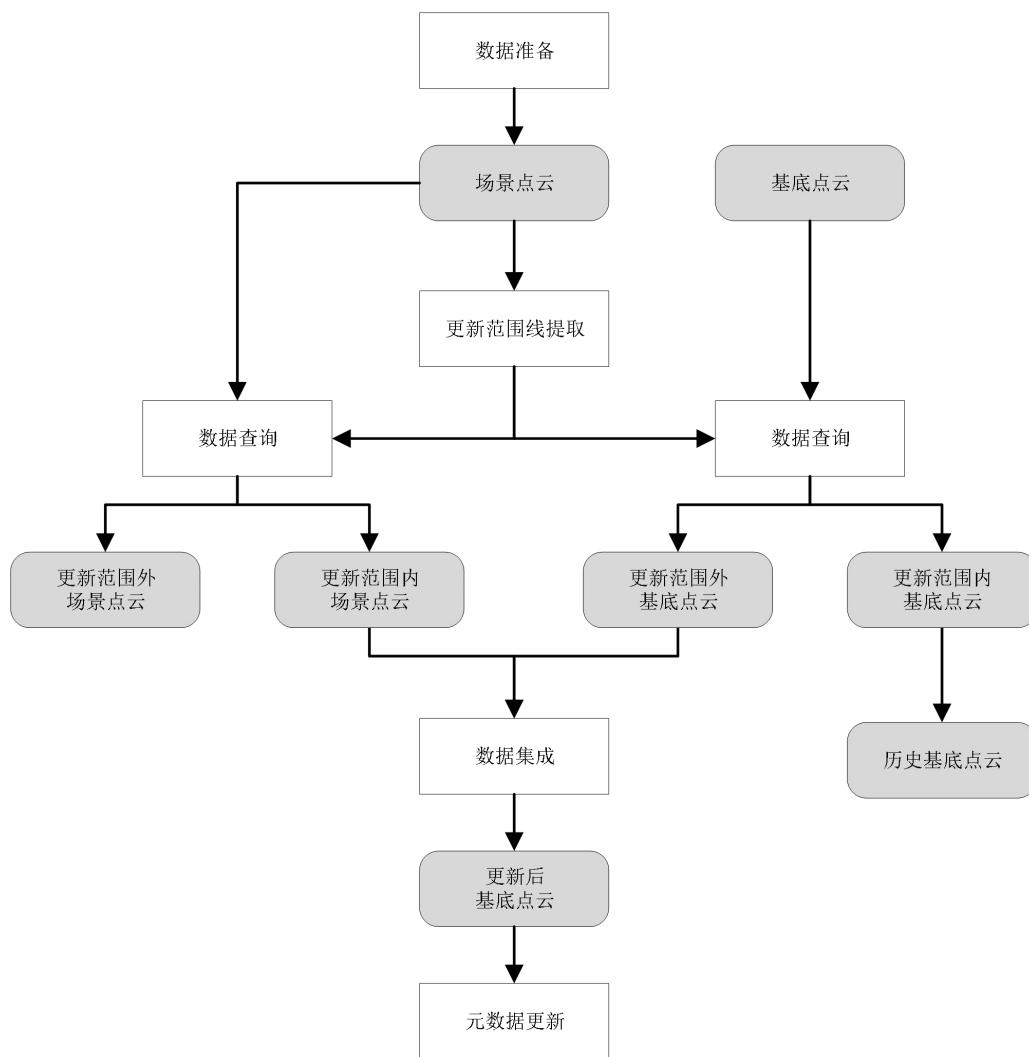 数据准备
场景点云
基底点云
更新范围线提取
数据查询
数据查询
更新范围外
场景点云
更新范围内
场景点云
更新范围外
基底点云
更新范围内
基底点云
数据集成
历史基底点云
更新后
基底点云
元数据更新